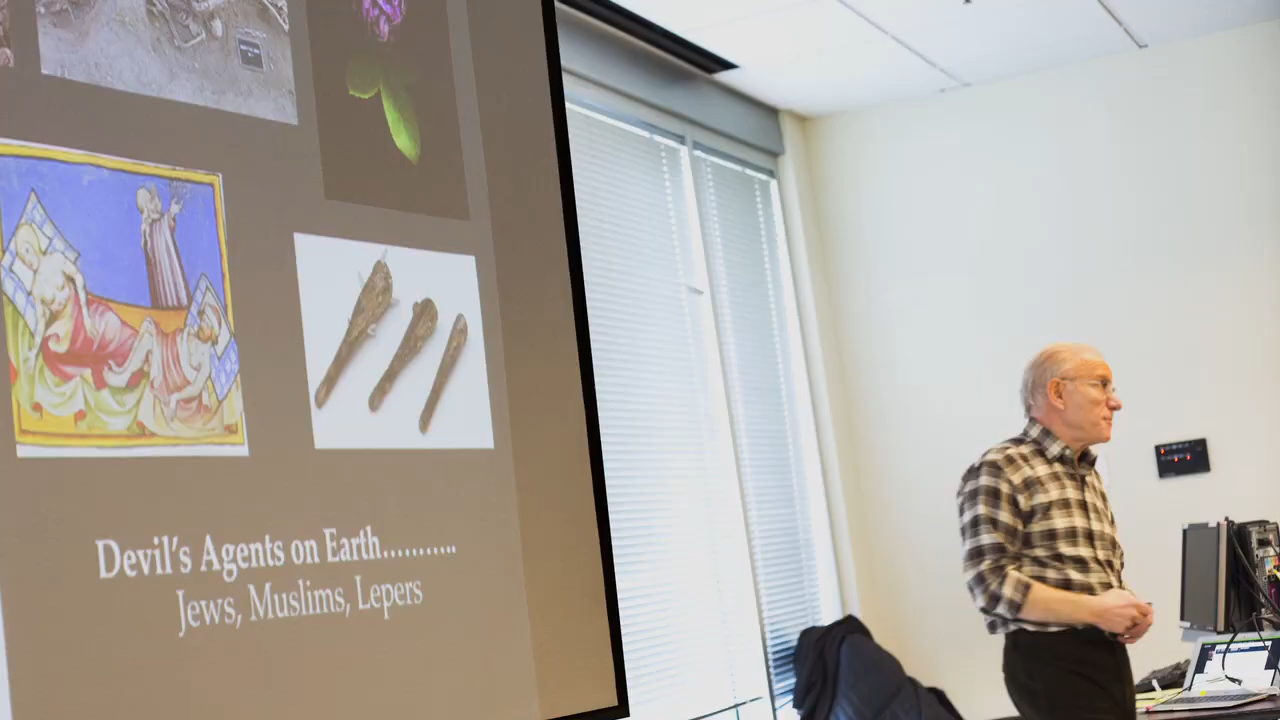 Devil's Agents on Earth...........
Jews, Muslims, Lepers